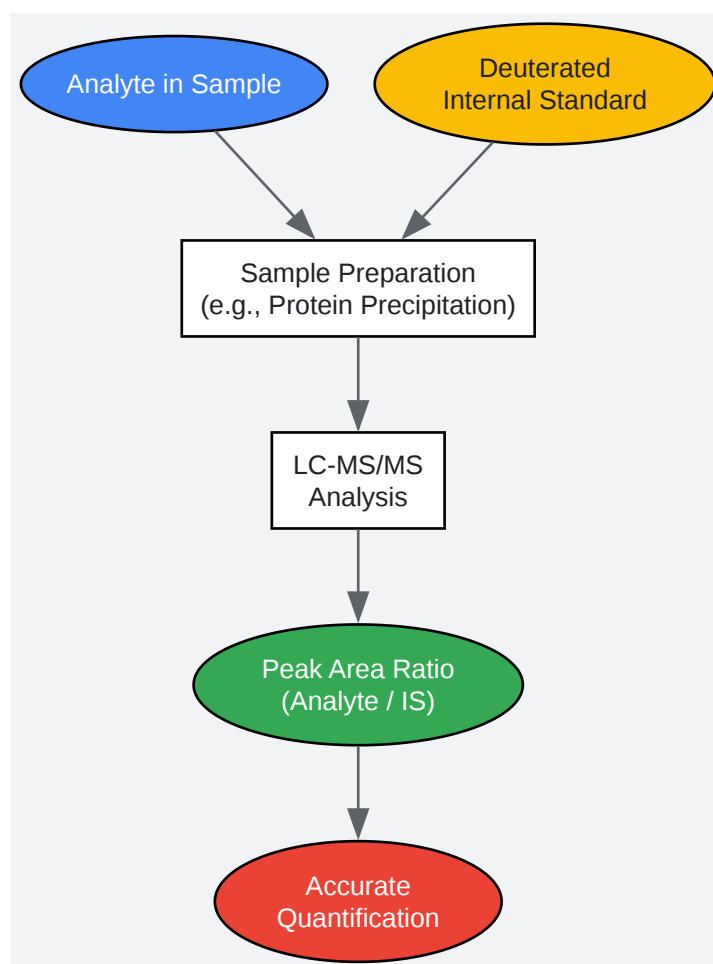 Analyte in Sample
Deuterated
Internal Standard
Sample Preparation
(e.g., Protein Precipitation)
LC-MS/MS
Analysis
Peak Area Ratio
(Analyte / IS)
Accurate
Quantification